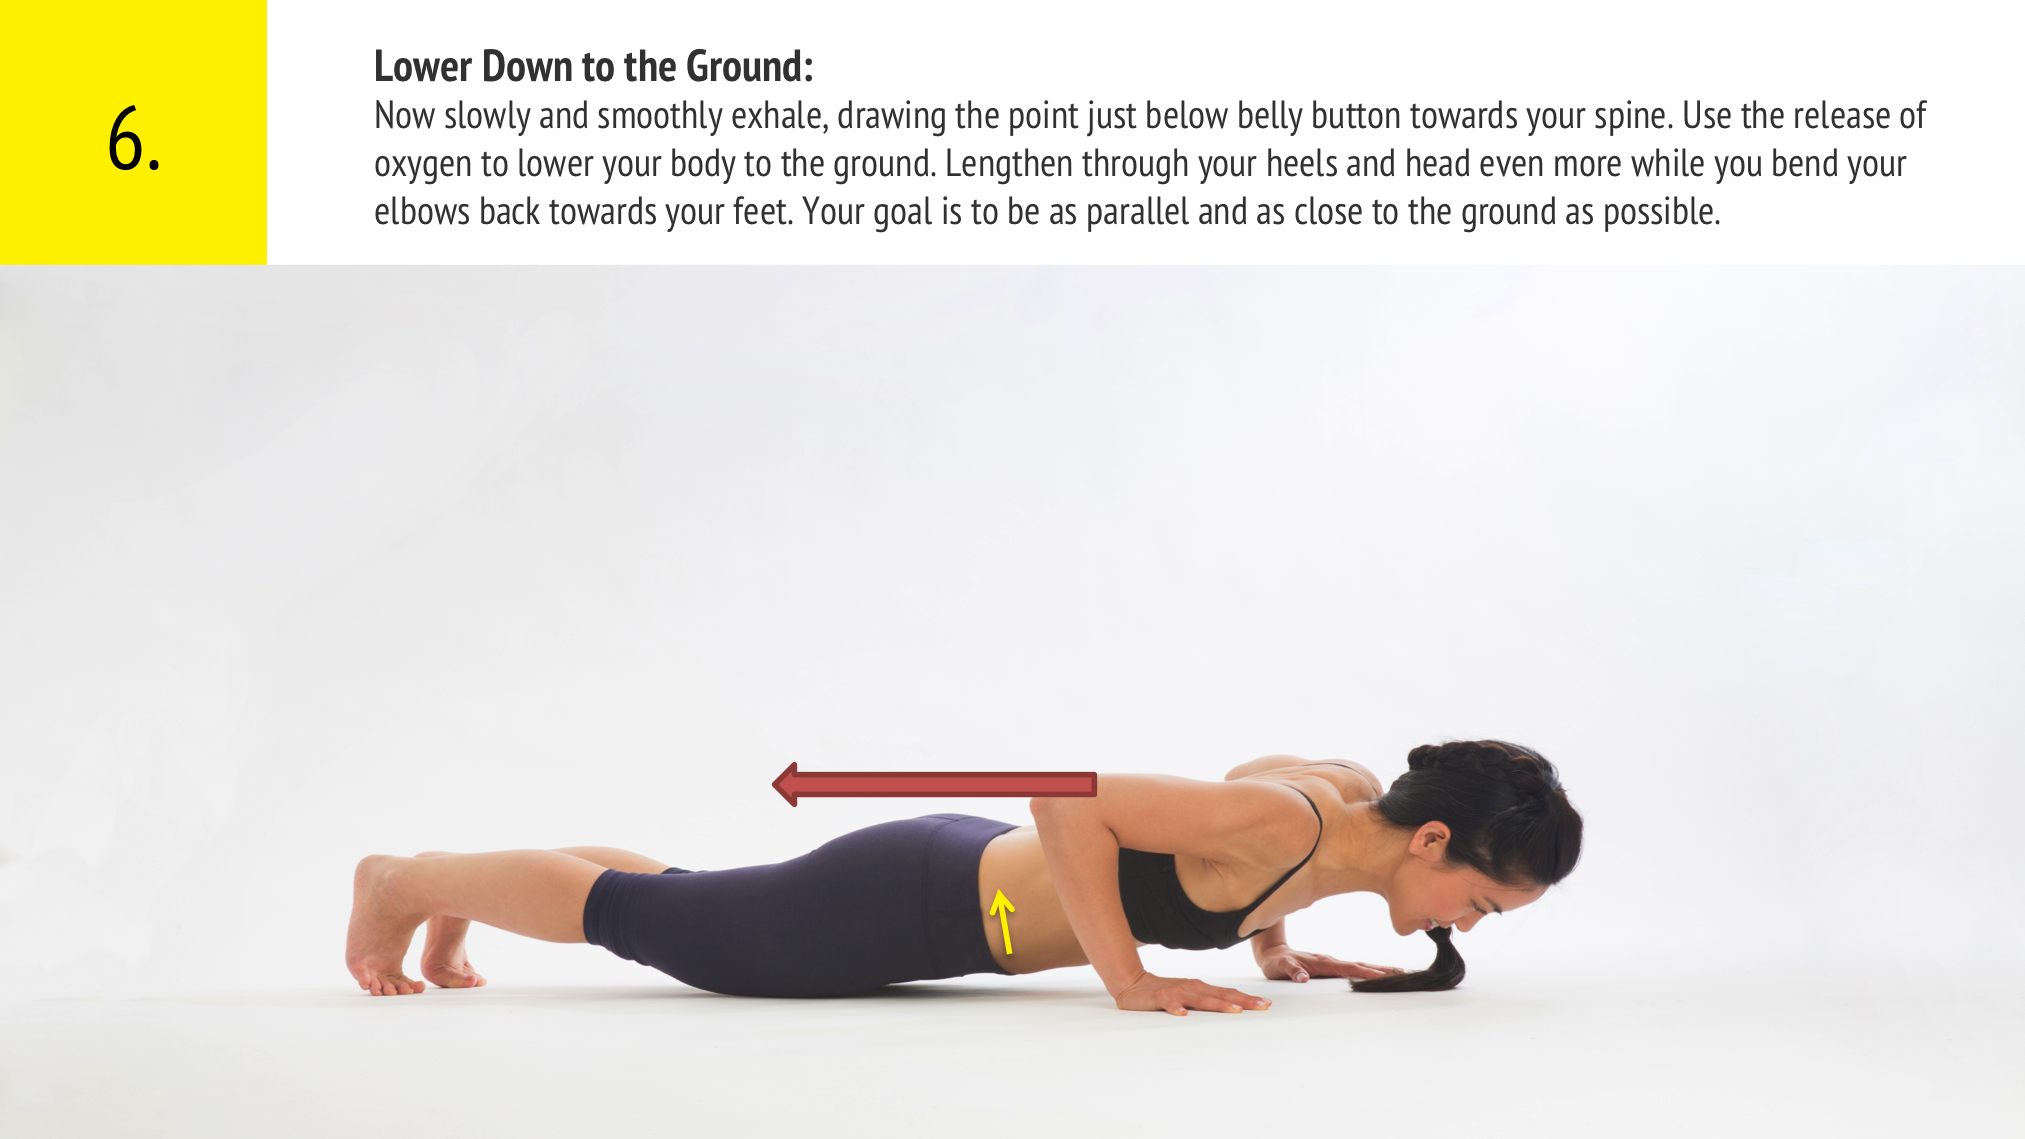 6.
Lower Down to the Ground:
Now slowly and smoothly exhale, drawing the point just below belly button towards your spine. Use the release of
oxygen to lower your body to the ground. Lengthen through your heels and head even more while you bend your
elbows back towards your feet. Your goal is to be as parallel and as close to the ground as possible.